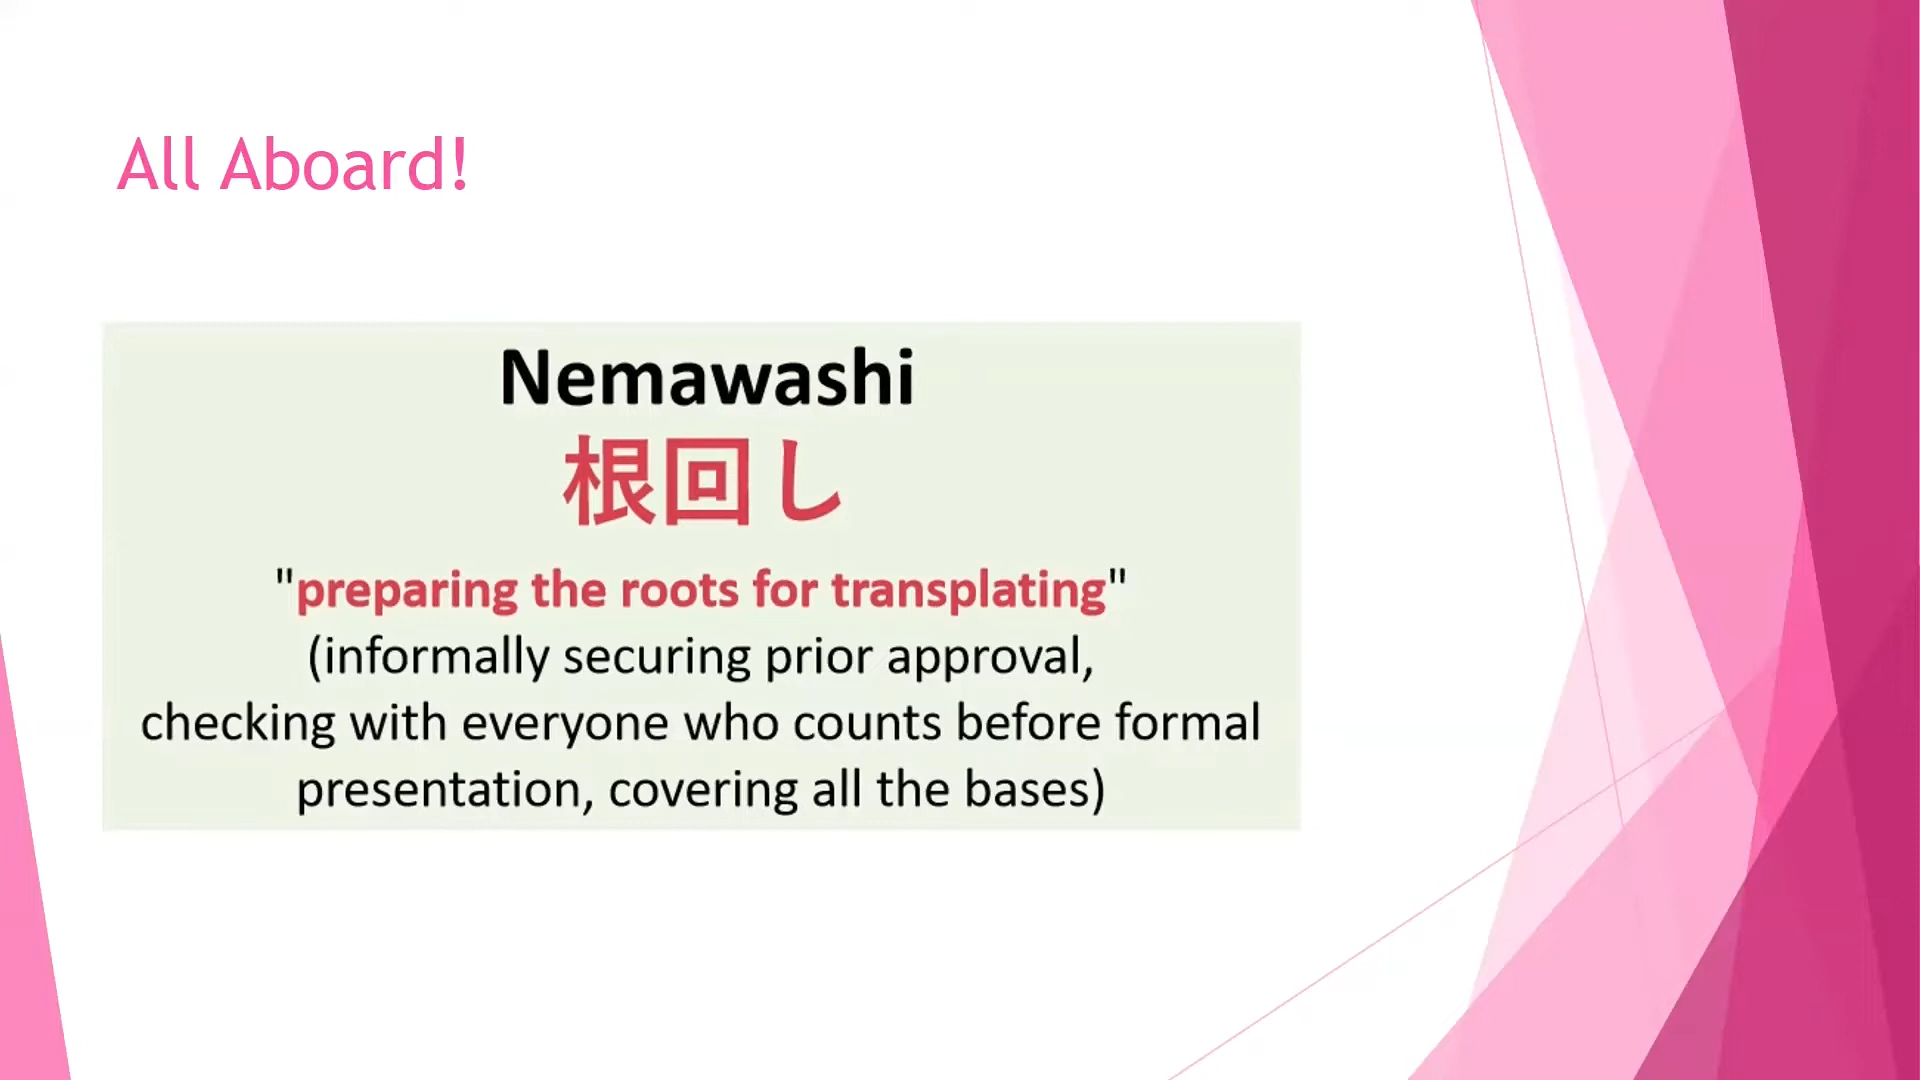 All Aboard!
Nemawashi
根回し
"preparing the roots for transplating"
(informally securing prior approval,
checking with everyone who counts before formal
presentation, covering all the bases)